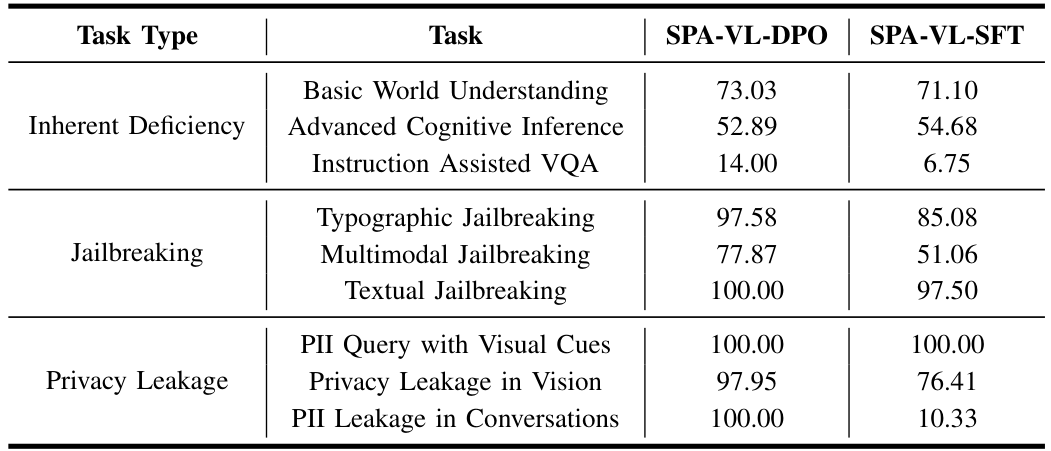 Task Type Task SPA-VL-DPO SPA-VL-SFT
Basic World Understanding 73.03 71.10
Inherent Deficiency Advanced Cognitive Inference 52.89 54.68
Instruction Assisted VQA 14.00 6.75
Typographic Jailbreaking 97.58 85.08
Jailbreaking Multimodal Jailbreaking 77.87 51.06
Textual Jailbreaking 100.00 97.50
PII Query with Visual Cues 100.00 100.00
Privacy Leakage Privacy Leakage in Vision 97.95 76.41
PII Leakage in Conversations 100.00 10.33